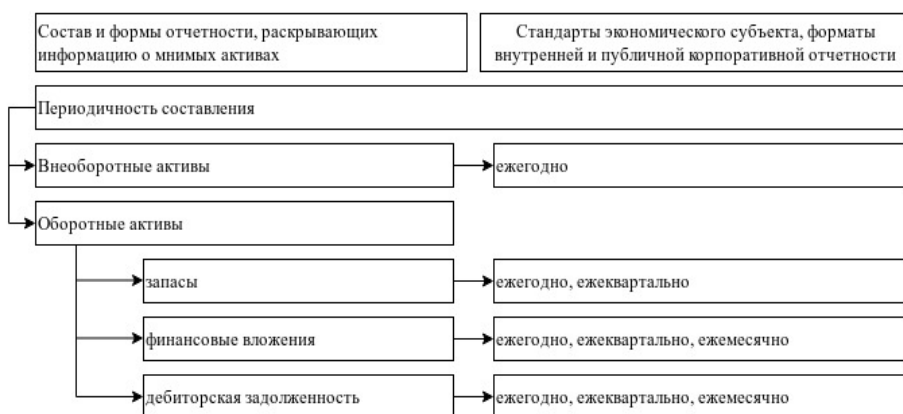 Состав и формы отчетности, раскрывающих
информацию о мнимых активах
Стандарты экономического субъекта, форматы
внутренней и публичной корпоративной отчетности
Периодичность составления
Внеоборотные активы
ежегодно
Оборотные активы
запасы
ежегодно, ежеквартально
финансовые вложения
ежегодно, ежеквартально, ежемесячно
дебиторская задолженность
ежегодно, ежеквартально, ежемесячно